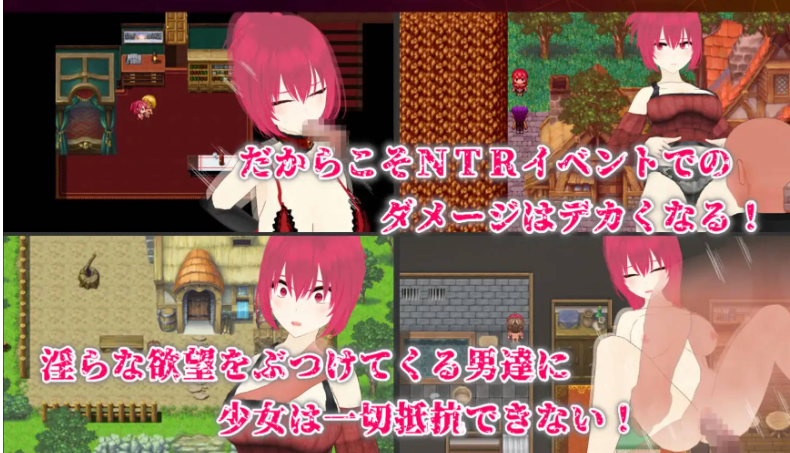 だからこそNTRイベントでの
ダメージはデカくなる！
淫らな欲望をぶつけてくる男達に
少女は一切抵抗できない！